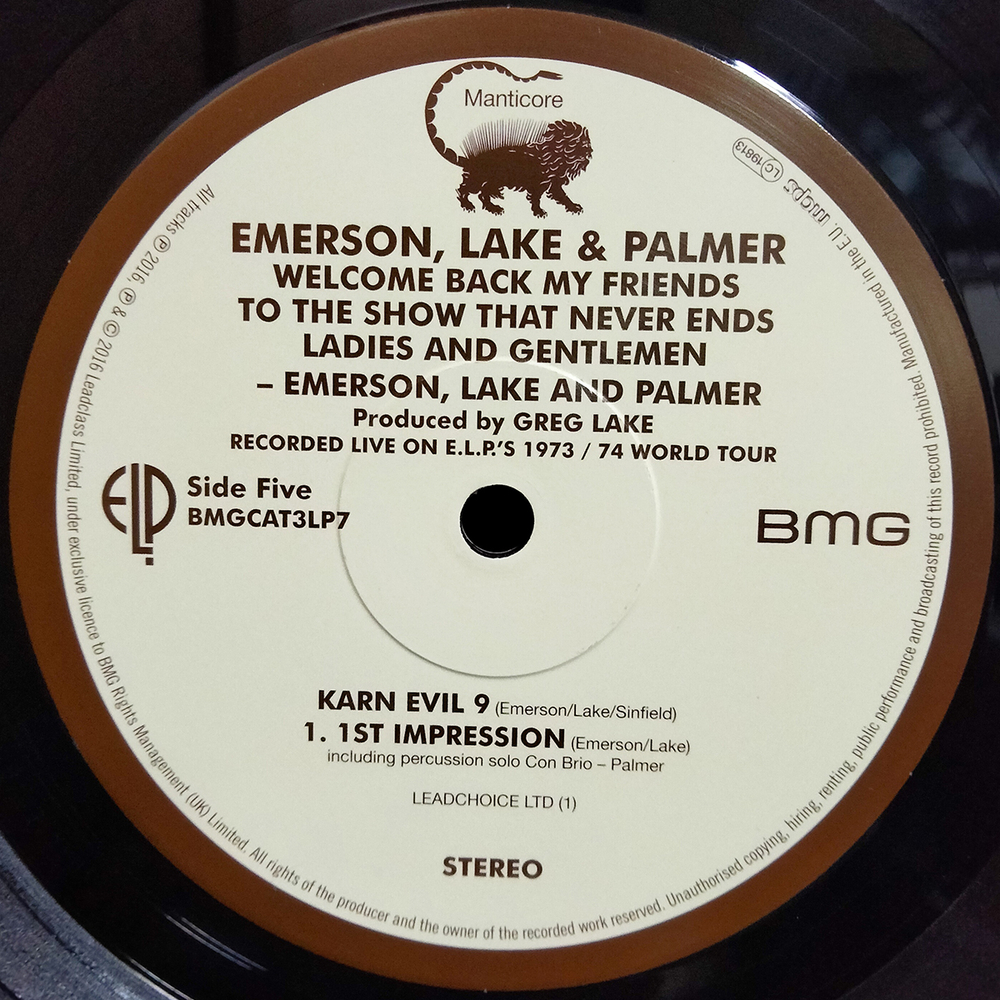 Manticore
EMERSON, LAKE & PALMER
WELCOME BACK MY FRIENDS
TO THE SHOW THAT NEVER ENDS
LADIES AND GENTLEMEN
– EMERSON, LAKE AND PALMER
Produced by GREG LAKE
RECORDED LIVE ON E.L.P.'S 1973 / 74 WORLD TOUR
ELP.
Side Five
BMGCAT3LP7
BMG
KARN EVIL 9 (Emerson/Lake/Sinfield)
1. 1ST IMPRESSION (Emerson/Lake)
including percussion solo Con Brio – Palmer
LEADCHOICE LTD (1)
STEREO
All tracks ℗ 2016, ℗ & © 2016 Leadclass Limited, under exclusive licence to BMG Rights Management (UK) Limited. All rights of the producer and the owner of the recorded work reserved. Unauthorised copying, hiring, renting, public performance and broadcasting of this record prohibited. Manufactured in the E.U. mcps
LC 19813